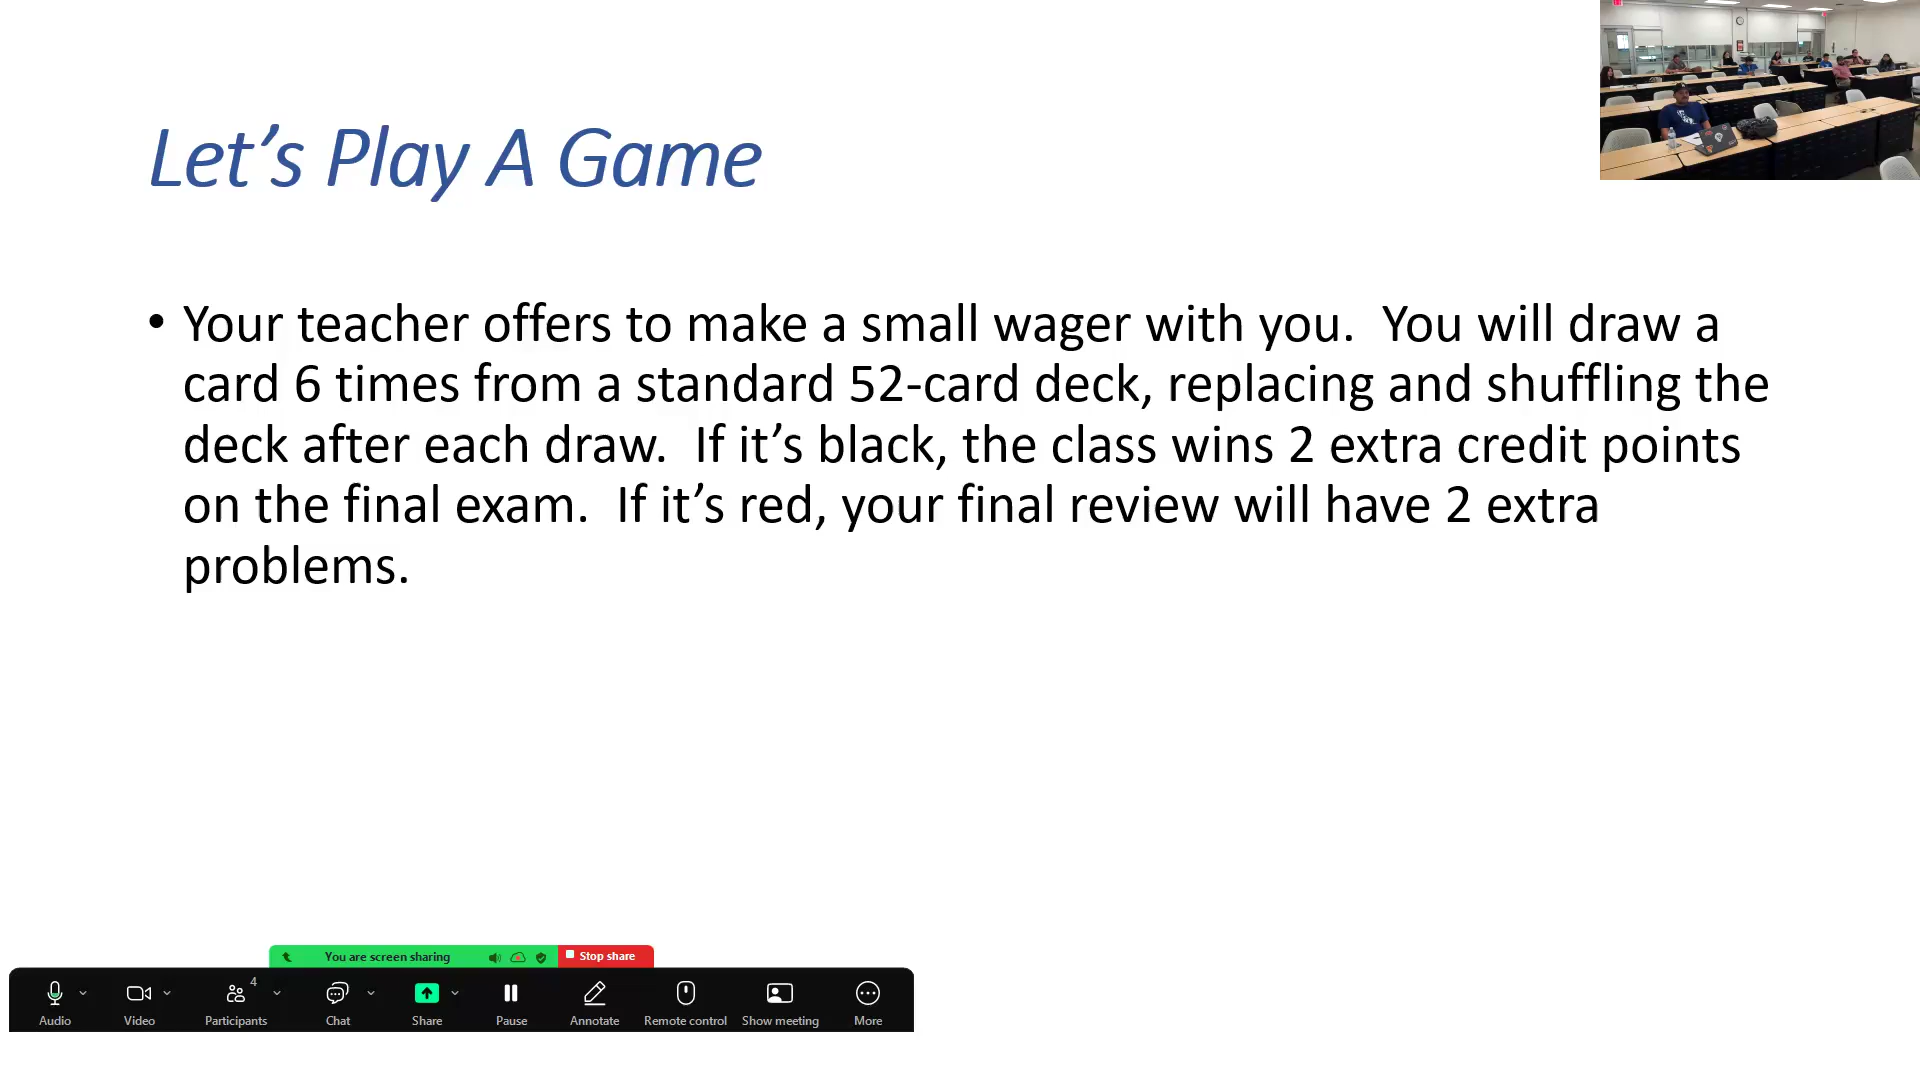 Let's Play A Game
• Your teacher offers to make a small wager with you.  You will draw a
card 6 times from a standard 52-card deck, replacing and shuffling the
deck after each draw.  If it's black, the class wins 2 extra credit points
on the final exam.  If it's red, your final review will have 2 extra
problems.
You are screen sharing
Stop share
4
Audio
Video
Participants
Chat
Share
Pause
Annotate
Remote control
Show meeting
More